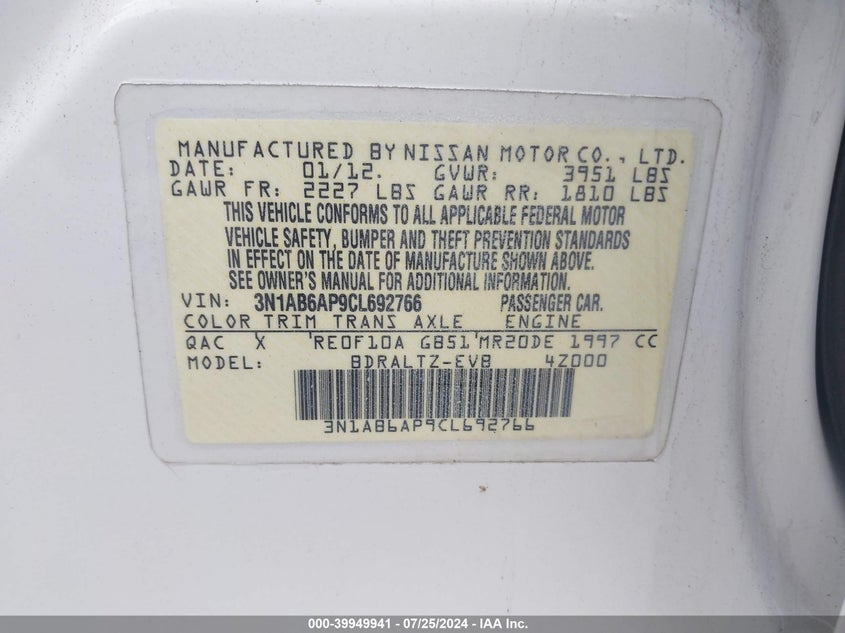 MANUFACTURED BY NISSAN MOTOR CO., LTD.
DATE: 01/12. GVWR: 3951 LBS
GAWR FR: 2227 LBS GAWR RR: 1810 LBS
THIS VEHICLE CONFORMS TO ALL APPLICABLE FEDERAL MOTOR
VEHICLE SAFETY, BUMPER AND THEFT PREVENTION STANDARDS
IN EFFECT ON THE DATE OF MANUFACTURE SHOWN ABOVE.
SEE OWNER'S MANUAL FOR ADDITIONAL INFORMATION.
VIN: 3N1AB6AP9CL692766 PASSENGER CAR.
COLOR TRIM TRANS AXLE ENGINE
QAC X RE0F10A GB51 MR20DE 1997 CC
MODEL: BDRALTZ-EVB 4Z000
3N1AB6AP9CL692766
000-39949941 - 07/25/2024 - IAA Inc.